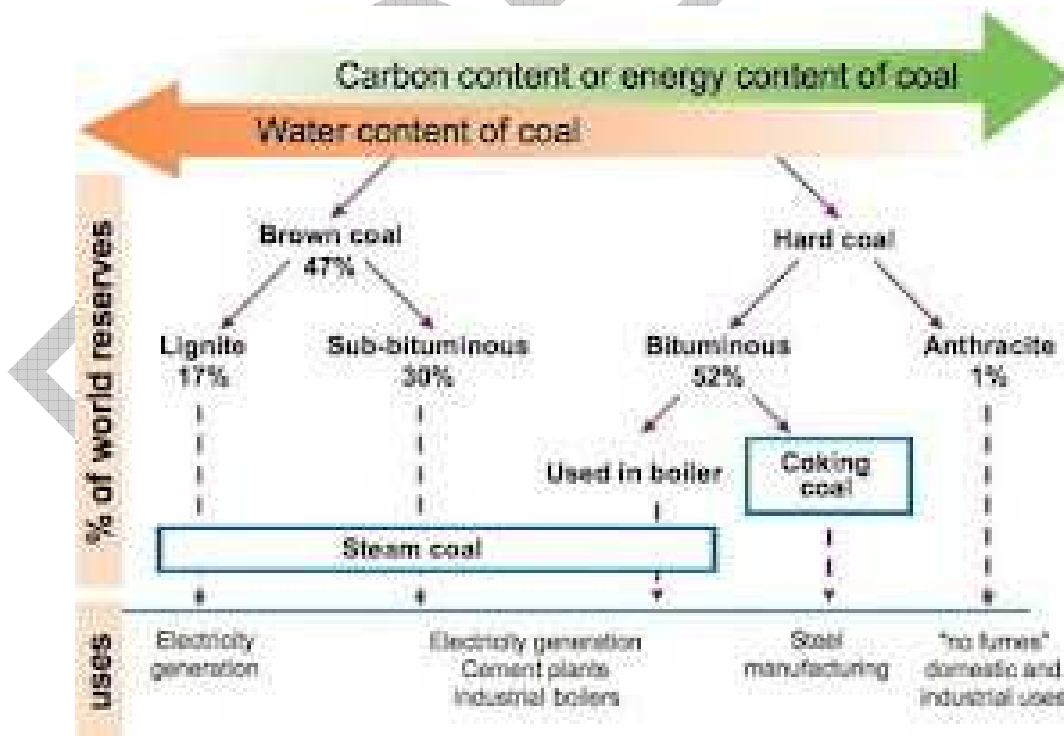 Carbon content or energy content of coal
Water content of coal
% of world reserves
Brown coal
47%
Hard coal
Lignite
17%
Sub-bituminous
30%
Bituminous
52%
Anthracite
1%
Used in boiler
Coking
coal
Steam coal
uses
Electricity
generation
Electricity generation
Cement plants
Industrial boilers
Steel
manufacturing
"no fumes"
domestic and
industrial uses